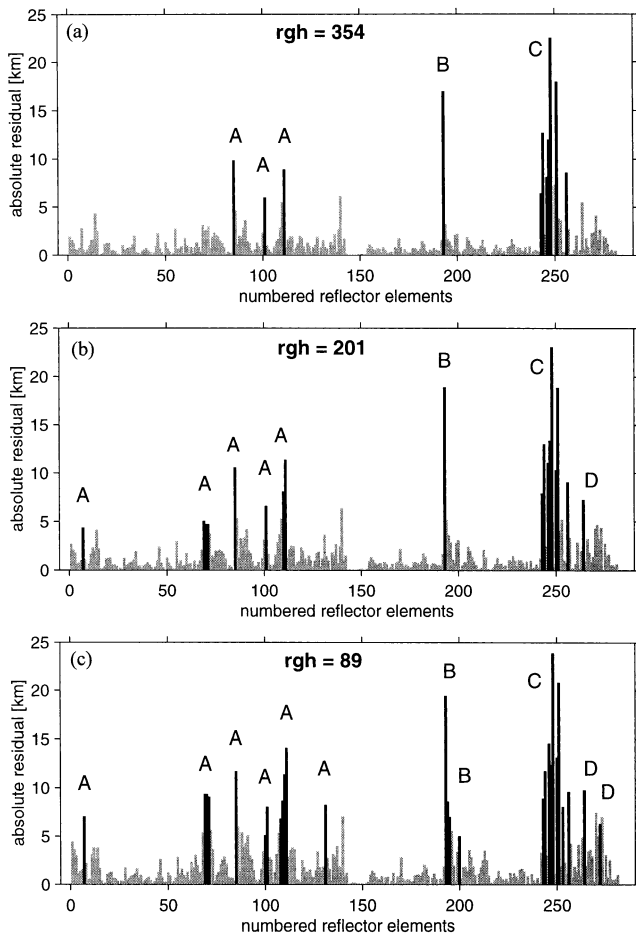 (a) rgh = 354
25
20
15
10
5
0
absolute residual [km]
A A A B C
0 50 100 150 200 250
numbered reflector elements
(b) rgh = 201
25
20
15
10
5
0
absolute residual [km]
A A A A A B C D
0 50 100 150 200 250
numbered reflector elements
(c) rgh = 89
25
20
15
10
5
0
absolute residual [km]
A A A A A A B B C D D
0 50 100 150 200 250
numbered reflector elements